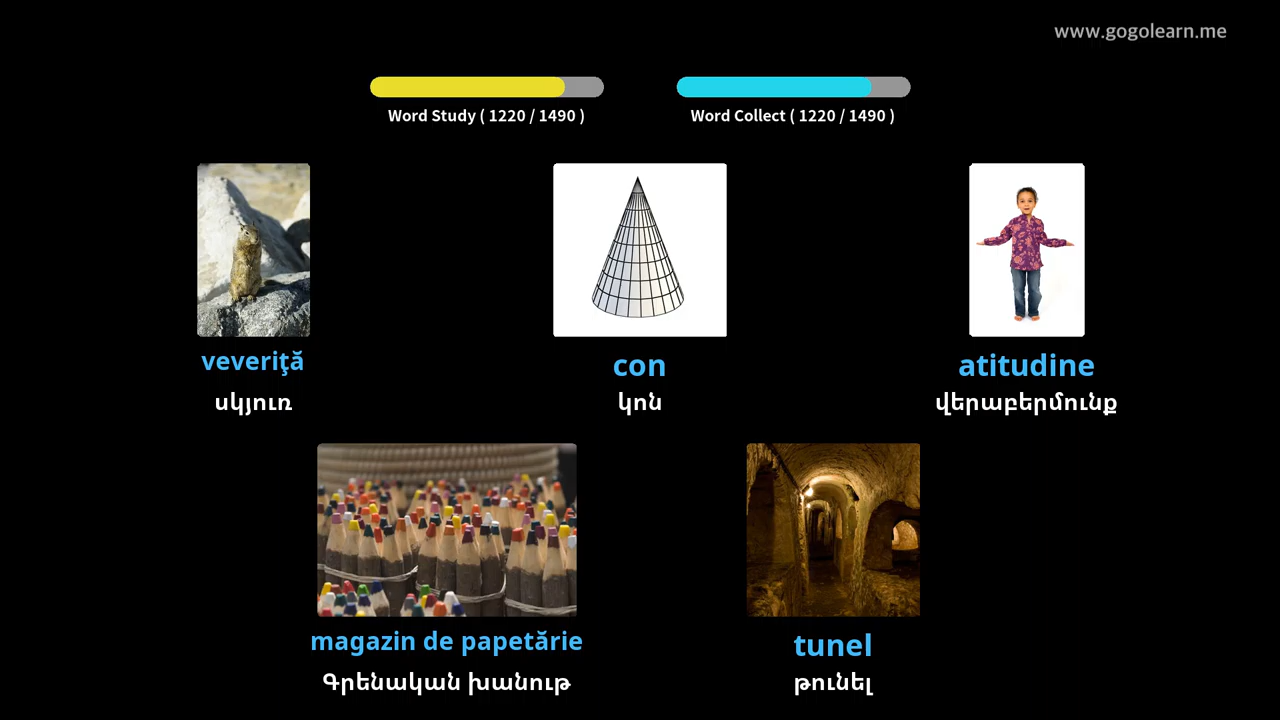 www.gogolearn.me
Word Study ( 1220 / 1490 )
Word Collect ( 1220 / 1490 )
veveriţă
սկյուռ
con
կոն
atitudine
վերաբերմունք
magazin de papetărie
Գրենական խանութ
tunel
թունել